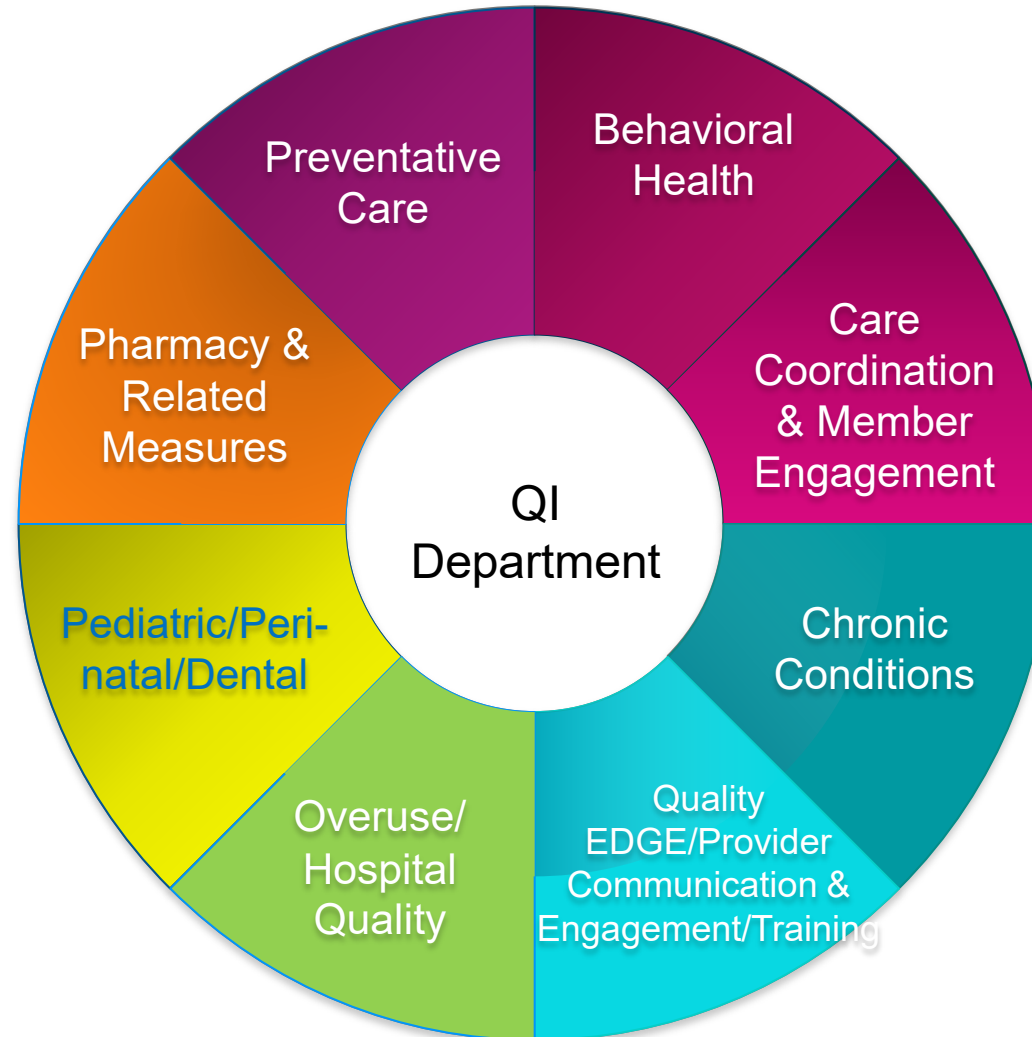 Preventative
Care
Behavioral
Health
Care
Coordination
& Member
Engagement
Chronic
Conditions
Quality
EDGE/Provider
Communication &
Engagement/Training
Overuse/
Hospital
Quality
Pediatric/Peri-
natal/Dental
Pharmacy &
Related
Measures
QI
Department